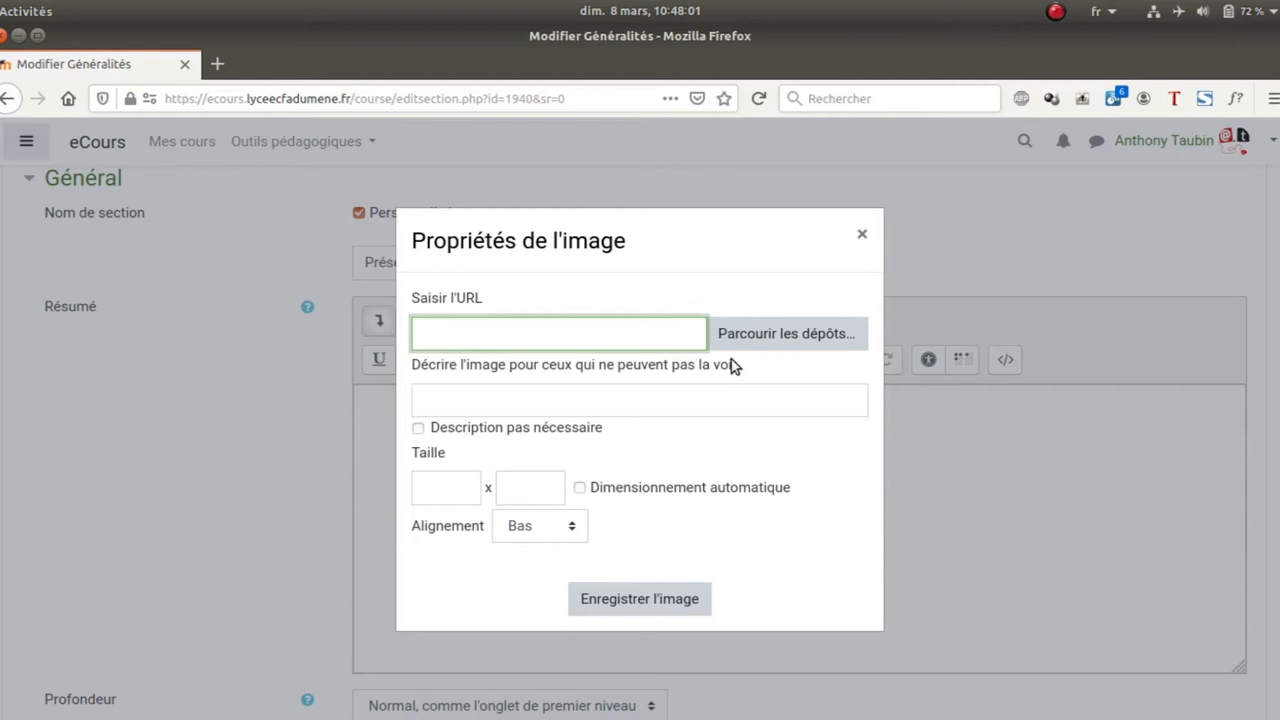 Activités
dim. 8 mars, 10:48:01
fr
72 %
Modifier Généralités - Mozilla Firefox
Modifier Généralités
https://ecours.lyceecfadumene.fr/course/editsection.php?id=1940&sr=0
Rechercher
ABP
6
T
S
f?
eCours
Mes cours
Outils pédagogiques
Anthony Taubin
Général
Nom de section
Propriétés de l'image
Saisir l'URL
Parcourir les dépôts...
Résumé
U
</>
Décrire l'image pour ceux qui ne peuvent pas la
Description pas nécessaire
Taille
x
Dimensionnement automatique
Alignement
Bas
Enregistrer l'image
Profondeur
Normal, comme l'onglet de premier niveau